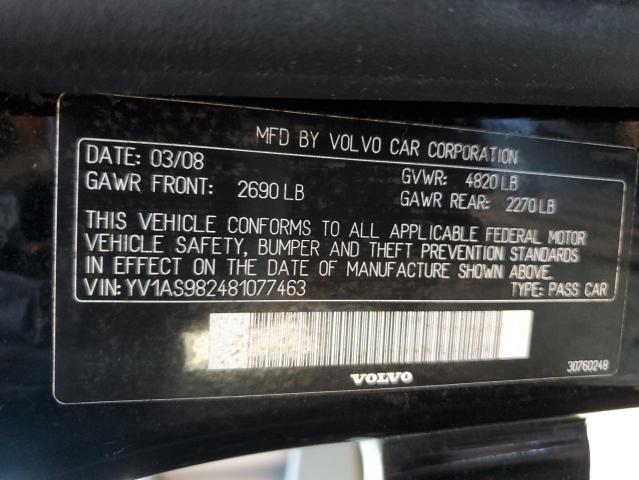 MFD BY VOLVO CAR CORPORATION
DATE: 03/08 GVWR: 4820 LB
GAWR FRONT: 2690 LB GAWR REAR: 2270 LB
THIS VEHICLE CONFORMS TO ALL APPLICABLE FEDERAL MOTOR
VEHICLE SAFETY, BUMPER AND THEFT PREVENTION STANDARDS
IN EFFECT ON THE DATE OF MANUFACTURE SHOWN ABOVE.
VIN: YV1AS982481077463 TYPE: PASS CAR
VOLVO 30760248